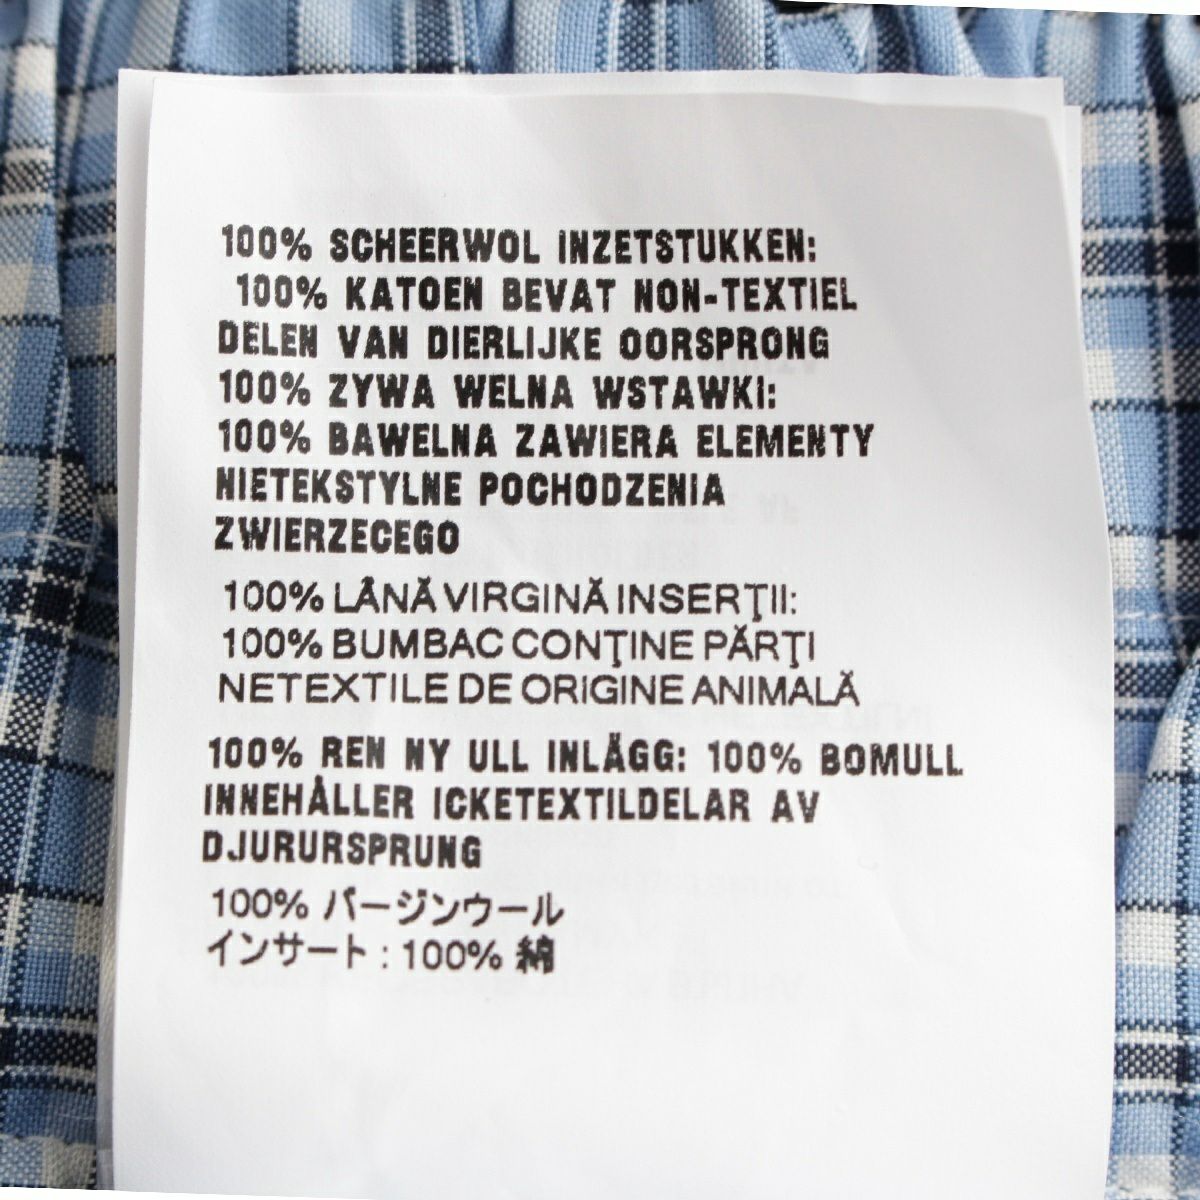 100% SCHEERWOL INZETSTUKKEN:
100% KATOEN BEVAT NON-TEXTIEL
DELEN VAN DIERLIJKE OORSPRONG
100% ZYWA WELNA WSTAWKI:
100% BAWELNA ZAWIERA ELEMENTY
NIETEKSTYLNE POCHODZENIA
ZWIERZECEGO
100% LÂNĂ VIRGINĂ INSERŢII:
100% BUMBAC CONŢINE PĂRŢI
NETEXTILE DE ORIGINE ANIMALĂ
100% REN NY ULL INLÄGG: 100% BOMULL
INNEHÅLLER ICKETEXTILDELAR AV
DJURURSPRUNG
100% バージンウール
インサート : 100% 綿